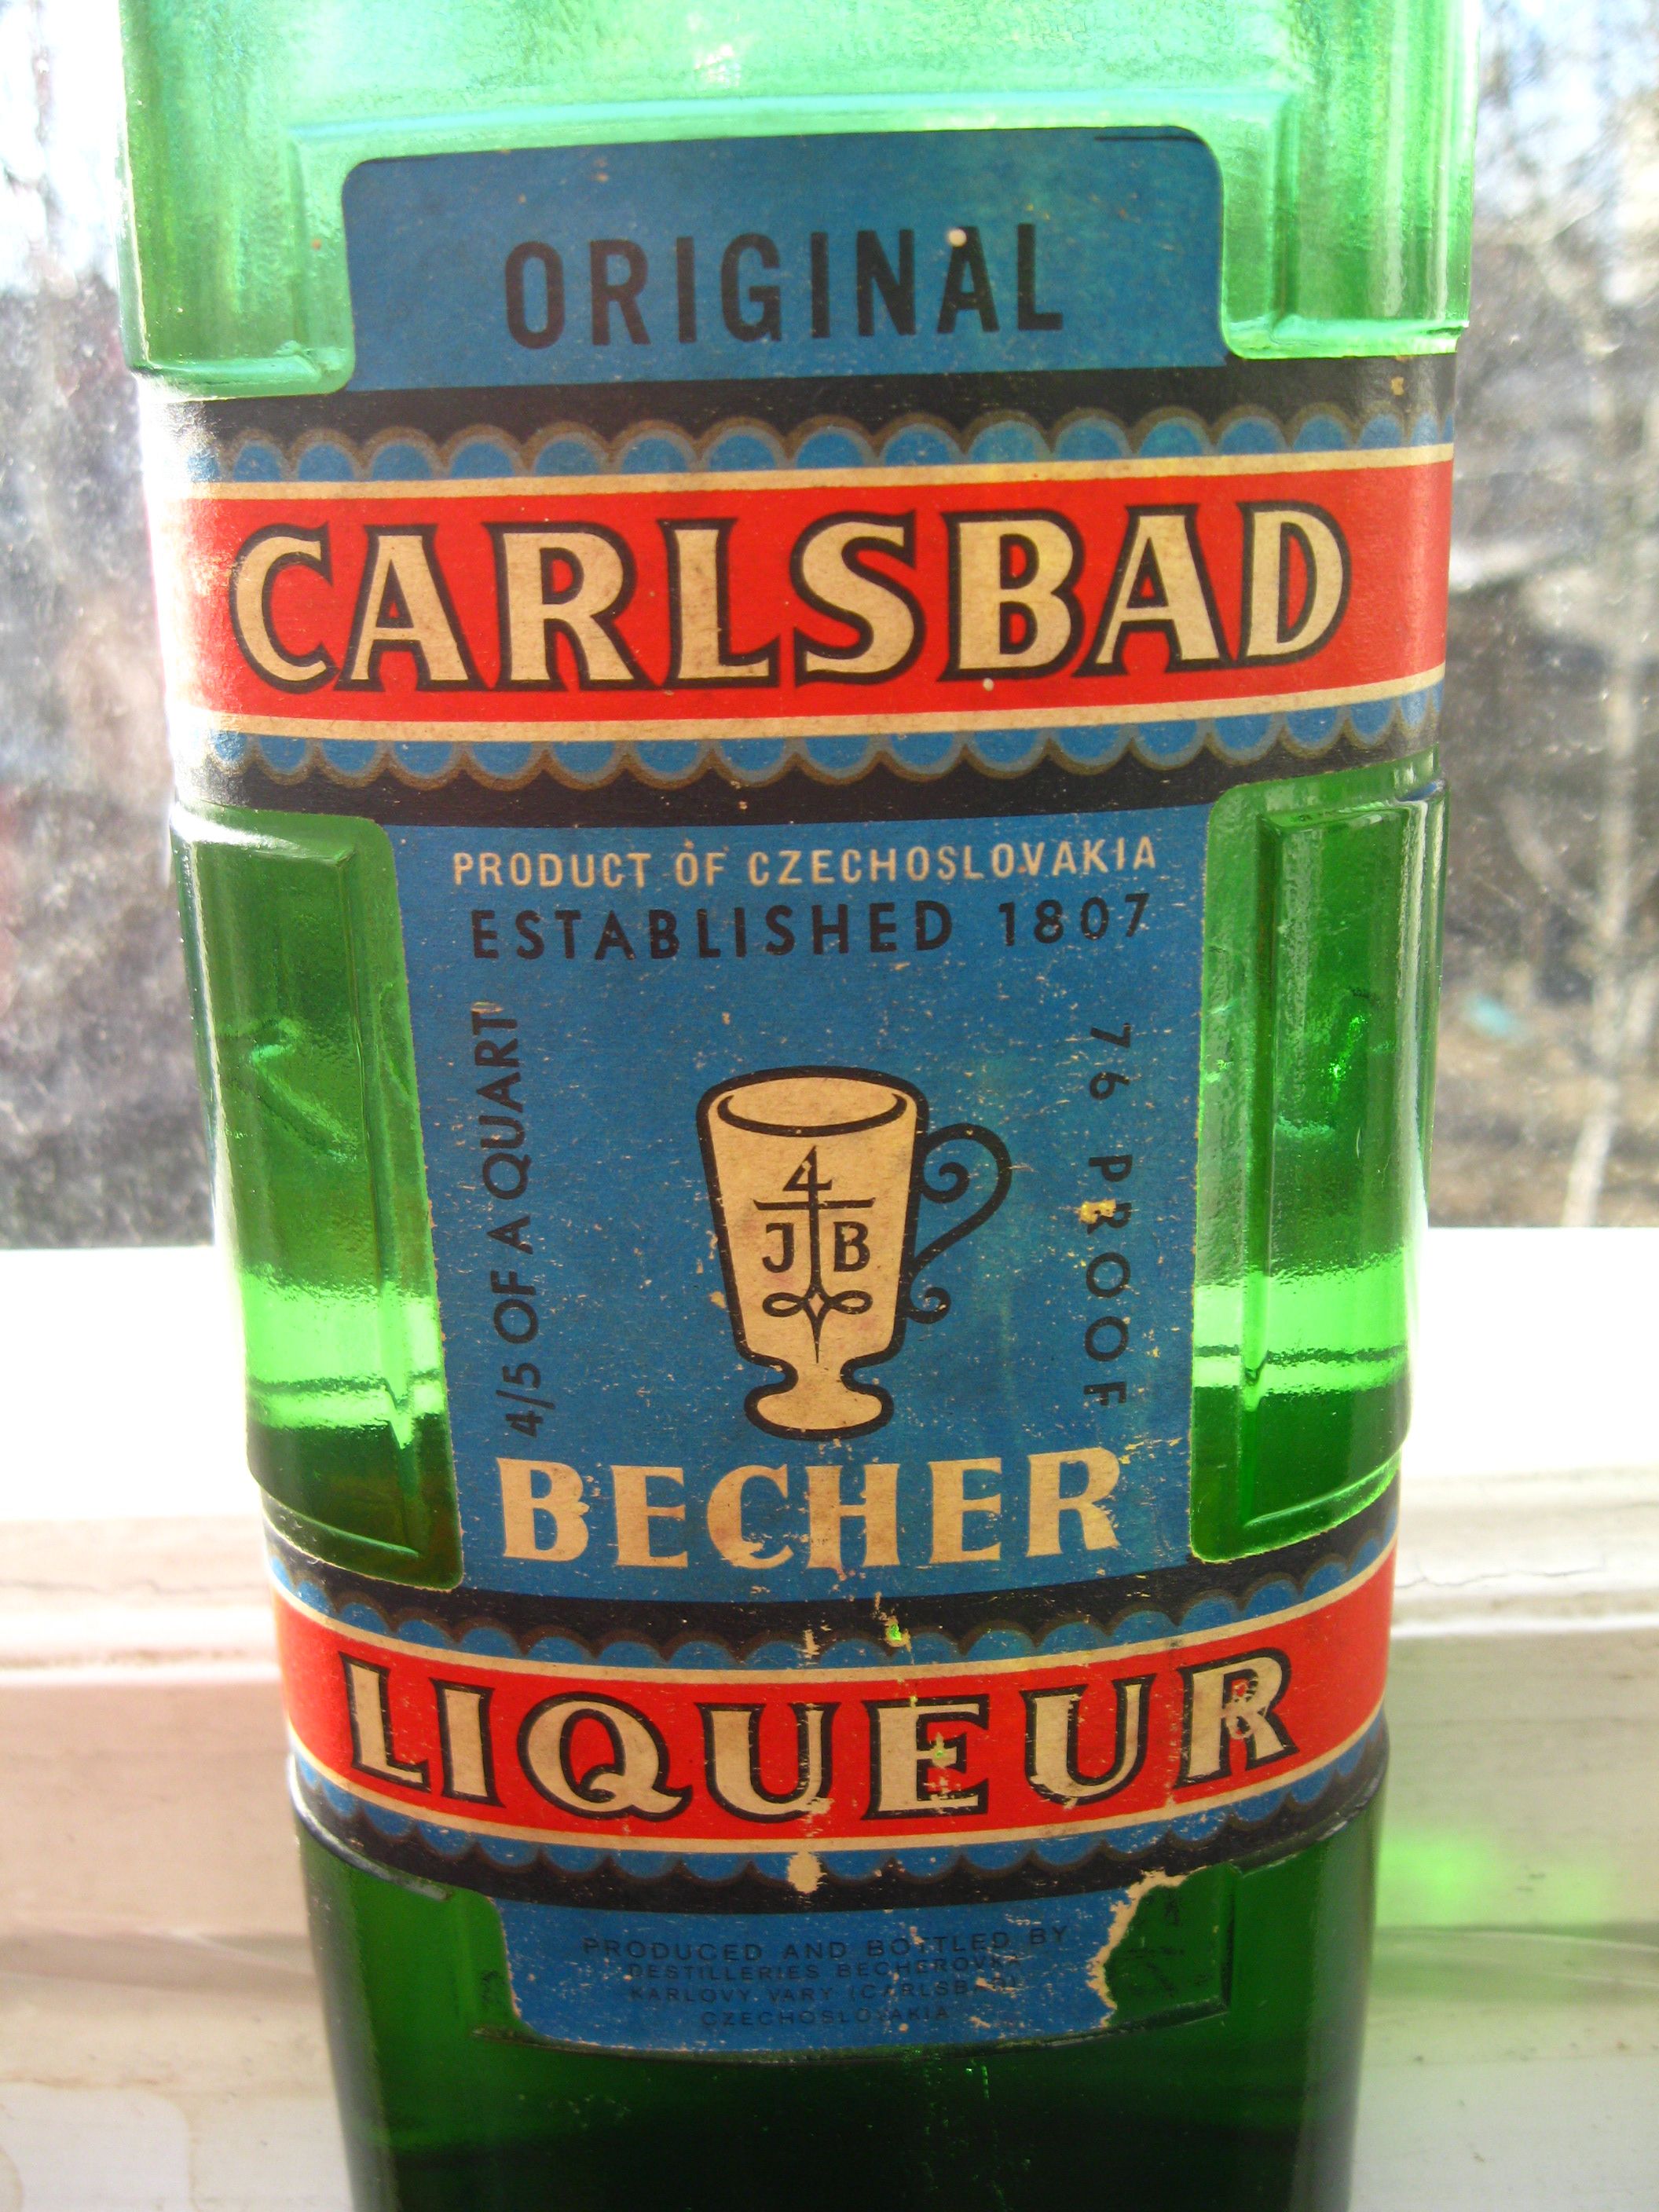 ORIGINAL
CARLSBAD
PRODUCT OF CZECHOSLOVAKIA
ESTABLISHED 1807
4/5 OF A QUART
76 PROOF
4
J B
BECHER
LIQUEUR
PRODUCED AND BOTTLED BY
DESTILLERIES BECHEROVKA
KARLOVY VARY (CARLSBAD)
CZECHOSLOVAKIA